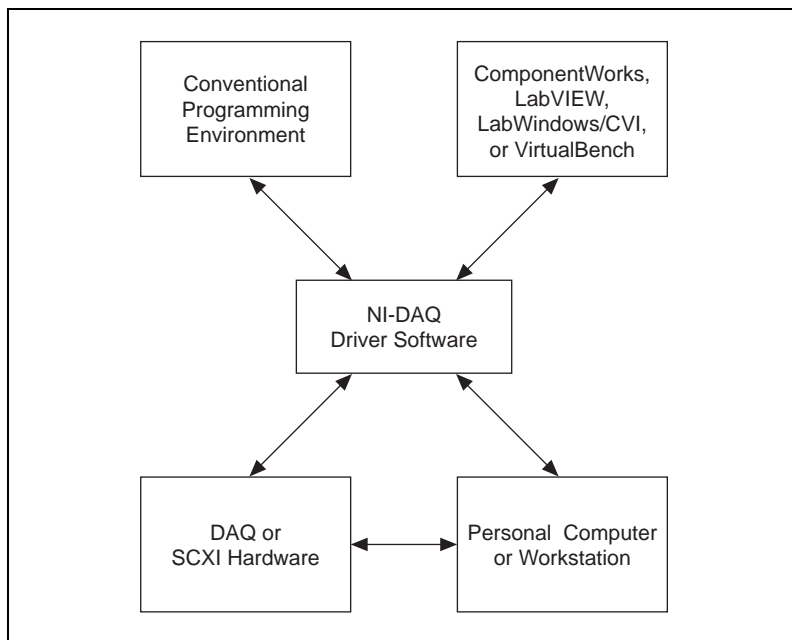 Conventional
Programming
Environment
ComponentWorks,
LabVIEW,
LabWindows/CVI,
or VirtualBench
NI-DAQ
Driver Software
DAQ or
SCXI Hardware
Personal Computer
or Workstation